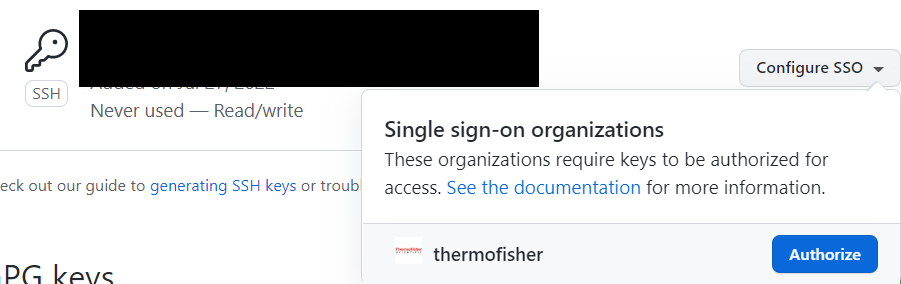 Configure SSO
SSH
Added on Jul 27, 2022
Never used — Read/write
Single sign-on organizations
These organizations require keys to be authorized for
access. See the documentation for more information.
eck out our guide to generating SSH keys or troubl
ThermoFisher
thermofisher
Authorize
PG keys